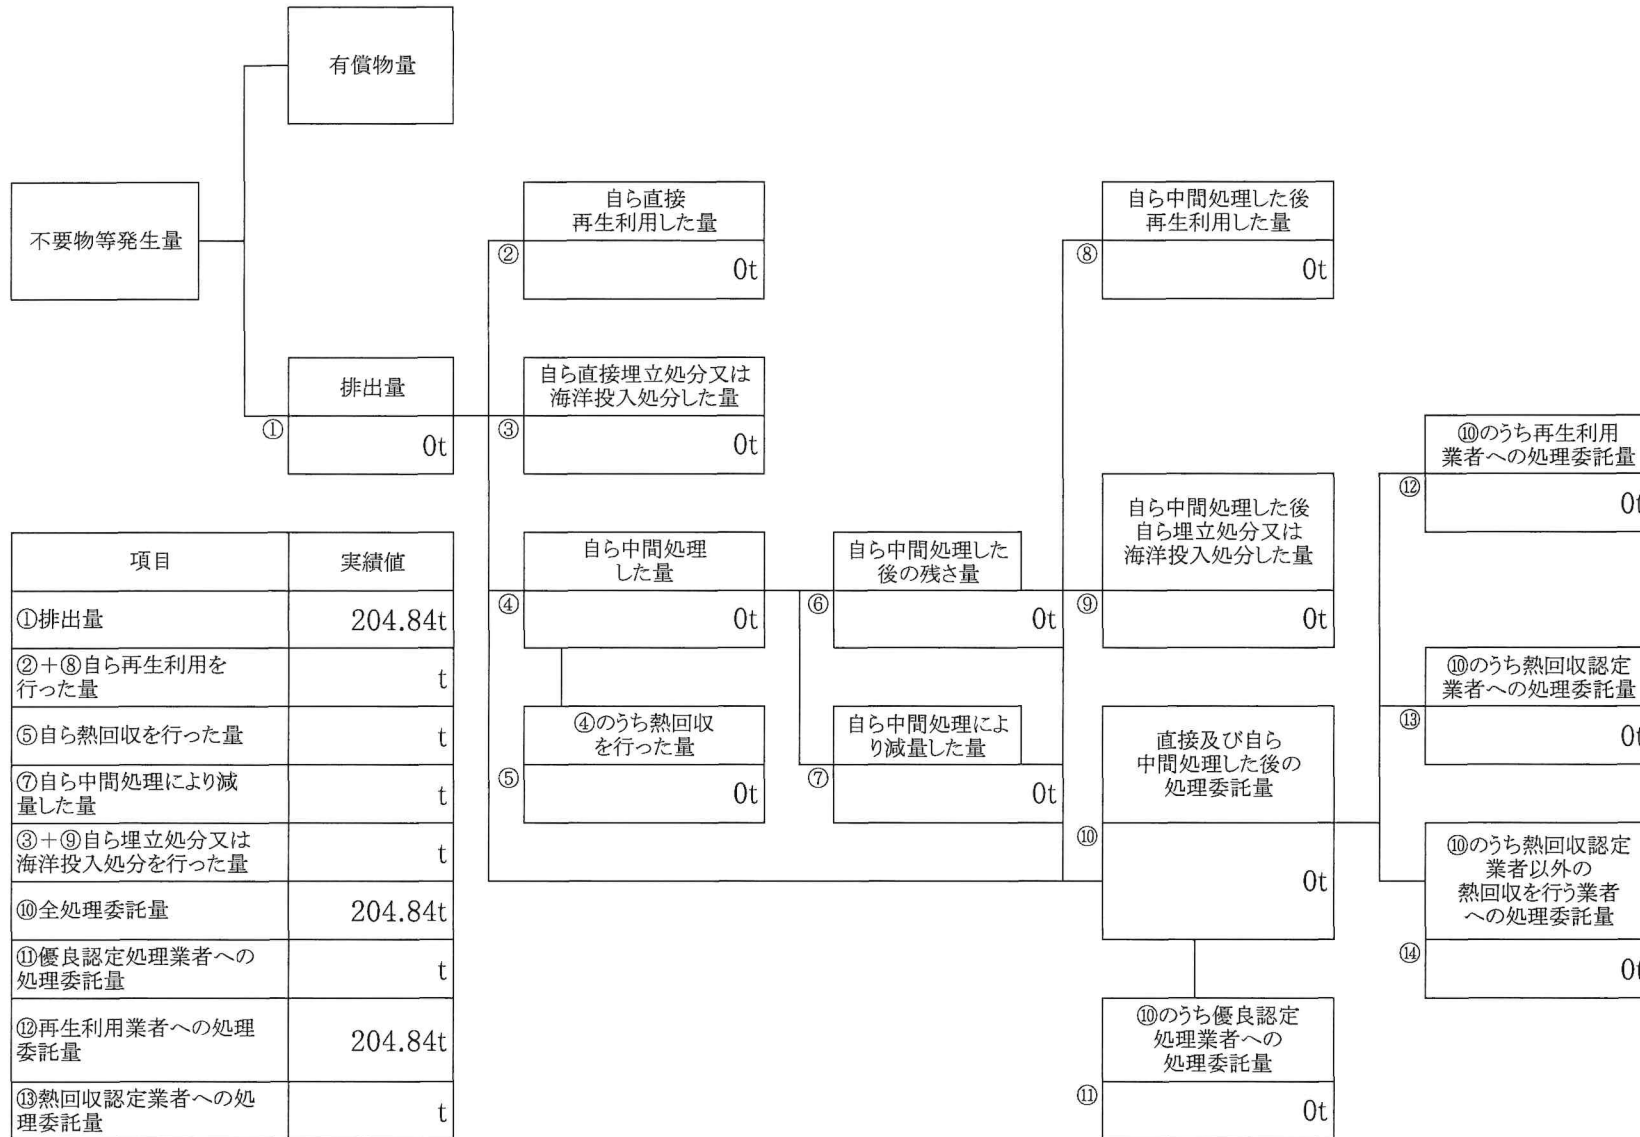 有償物量
不要物等発生量
自ら直接
再生利用した量
②
0t
自ら中間処理した後
再生利用した量
⑧
0t
排出量
①
0t
自ら直接埋立処分又は
海洋投入処分した量
③
0t
⑩のうち再生利用
業者への処理委託量
⑫
0t
自ら中間処理
した量
④
0t
自ら中間処理した
後の残さ量
⑥
0t
自ら中間処理した後
自ら埋立処分又は
海洋投入処分した量
⑨
0t
⑩のうち熱回収認定
業者への処理委託量
⑬
0t
④のうち熱回収
を行った量
⑤
0t
自ら中間処理によ
り減量した量
⑦
0t
直接及び自ら
中間処理した後の
処理委託量
⑩
0t
⑩のうち熱回収認定
業者以外の
熱回収を行う業者
への処理委託量
⑭
0t
⑩のうち優良認定
処理業者への
処理委託量
⑪
0t
項目 実績値
①排出量 204.84t
②+⑧自ら再生利用を
行った量 t
⑤自ら熱回収を行った量 t
⑦自ら中間処理により減
量した量 t
③+⑨自ら埋立処分又は
海洋投入処分を行った量 t
⑩全処理委託量 204.84t
⑪優良認定処理業者への
処理委託量 t
⑫再生利用業者への処理
委託量 204.84t
⑬熱回収認定業者への処
理委託量 t